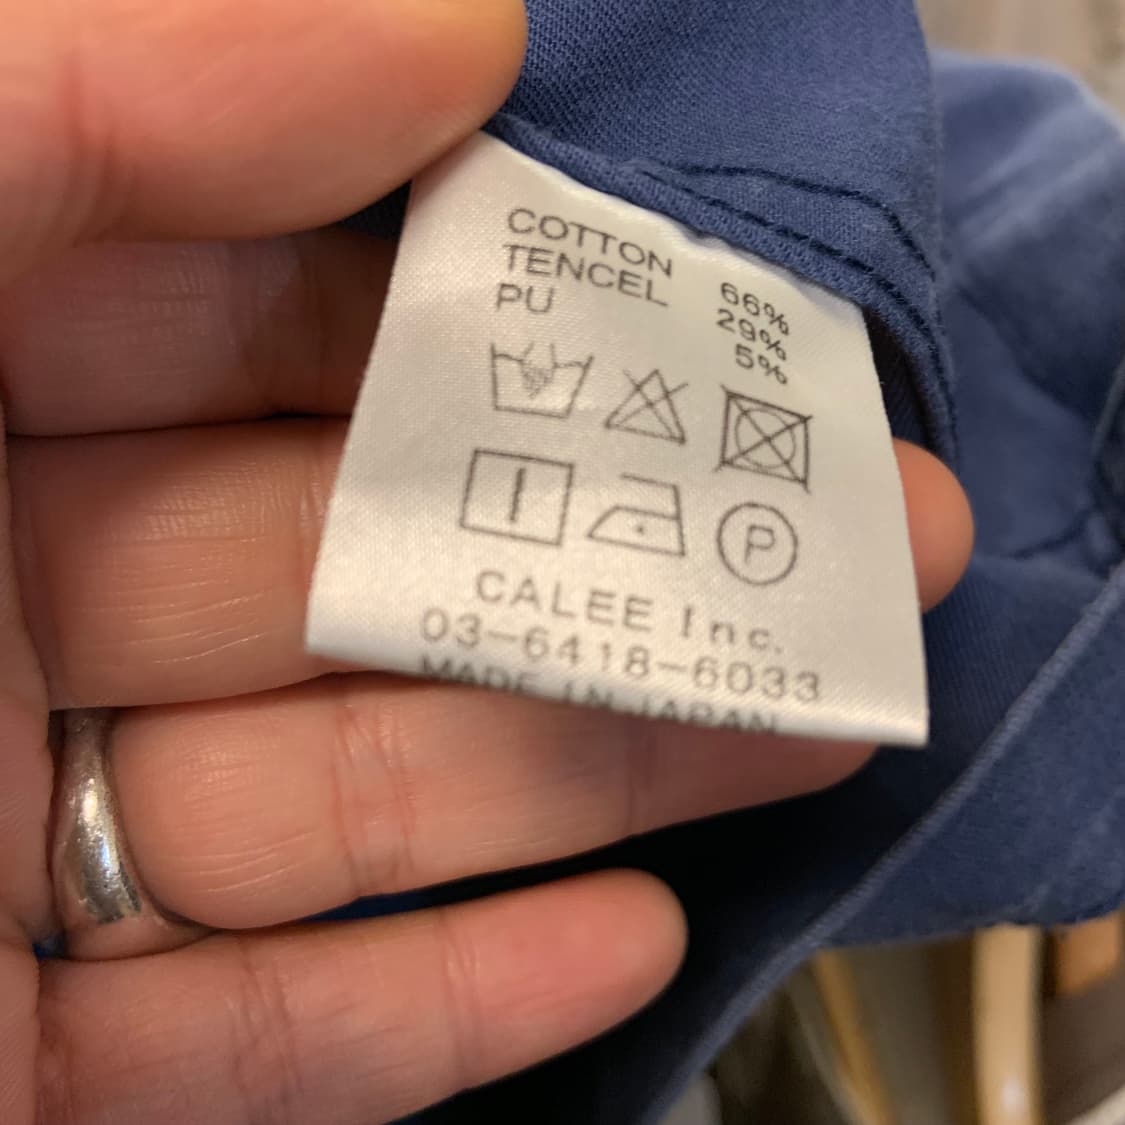 COTTON 66%
TENCEL 29%
PU 5%
P
CALEE Inc.
03-6418-6033
MADE IN JAPAN